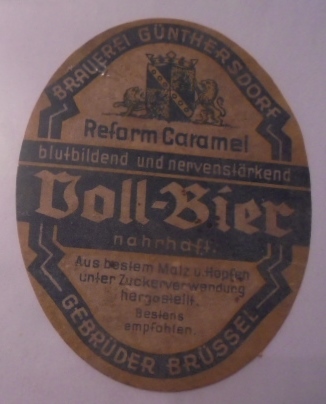 BRAUEREI GÜNTHERSDORF
Reform Caramel
blutbildend und nervenstärkend
Voll-Bier
nahrhaft.
Aus bestem Malz u. Hopfen
unter Zuckerverwendung
hergestellt.
Bestens
empfohlen
GEBRÜDER BRÜSSEL